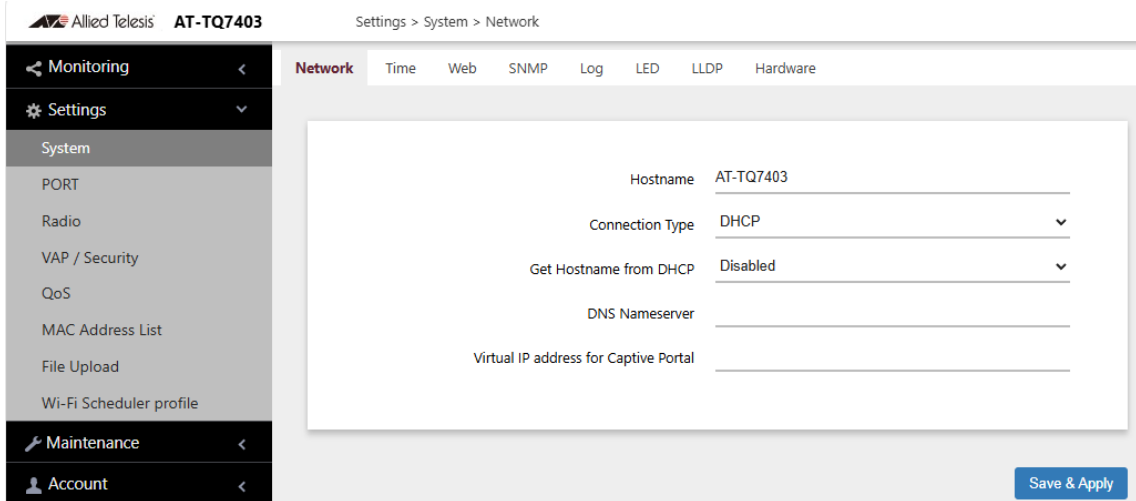 Allied Telesis AT-TQ7403 Settings > System > Network
Monitoring
Network Time Web SNMP Log LED LLDP Hardware
Settings
System
PORT
Radio
VAP / Security
QoS
MAC Address List
File Upload
Wi-Fi Scheduler profile
Maintenance
Account
Hostname AT-TQ7403
Connection Type DHCP
Get Hostname from DHCP Disabled
DNS Nameserver
Virtual IP address for Captive Portal
Save & Apply